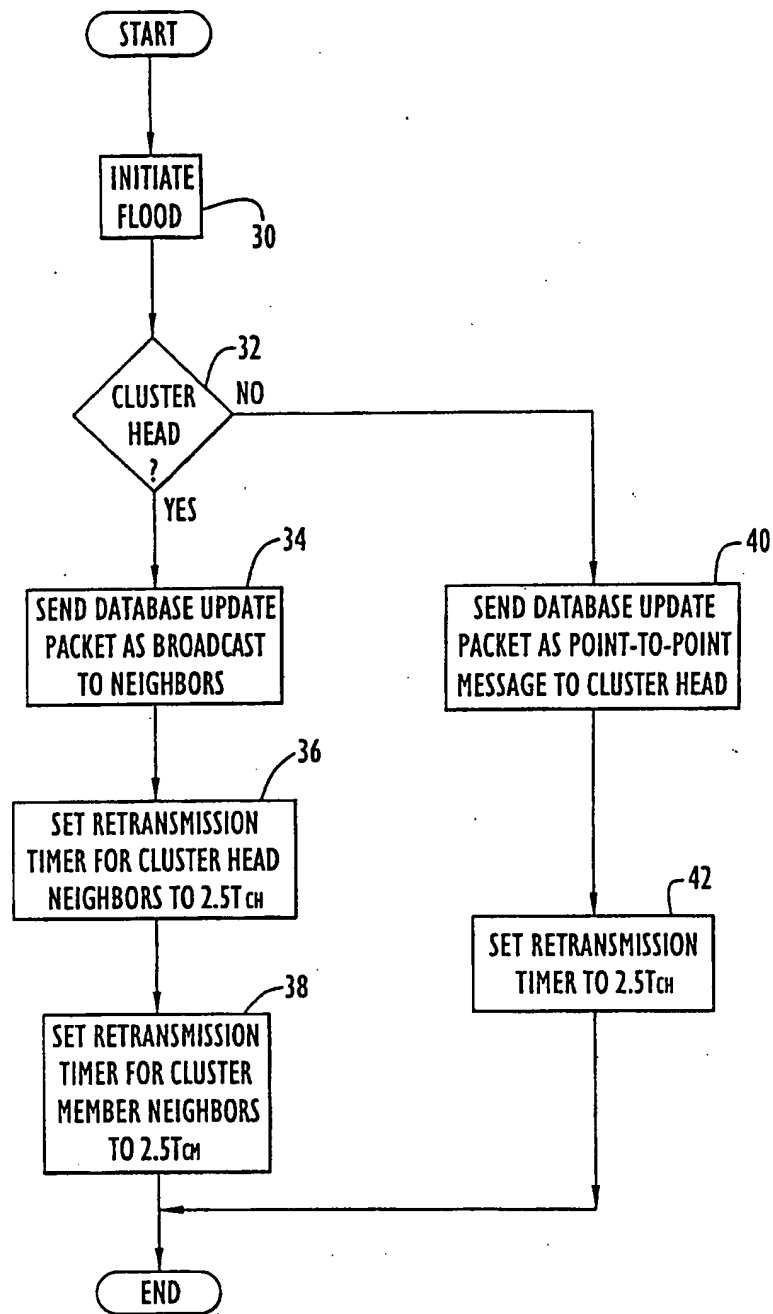 START
INITIATE
FLOOD
30
32
CLUSTER
HEAD
?
NO
YES
34
SEND DATABASE UPDATE
PACKET AS BROADCAST
TO NEIGHBORS
40
SEND DATABASE UPDATE
PACKET AS POINT-TO-POINT
MESSAGE TO CLUSTER HEAD
36
SET RETRANSMISSION
TIMER FOR CLUSTER HEAD
NEIGHBORS TO 2.5TCH
42
SET RETRANSMISSION
TIMER TO 2.5TCH
38
SET RETRANSMISSION
TIMER FOR CLUSTER
MEMBER NEIGHBORS
TO 2.5TCM
END